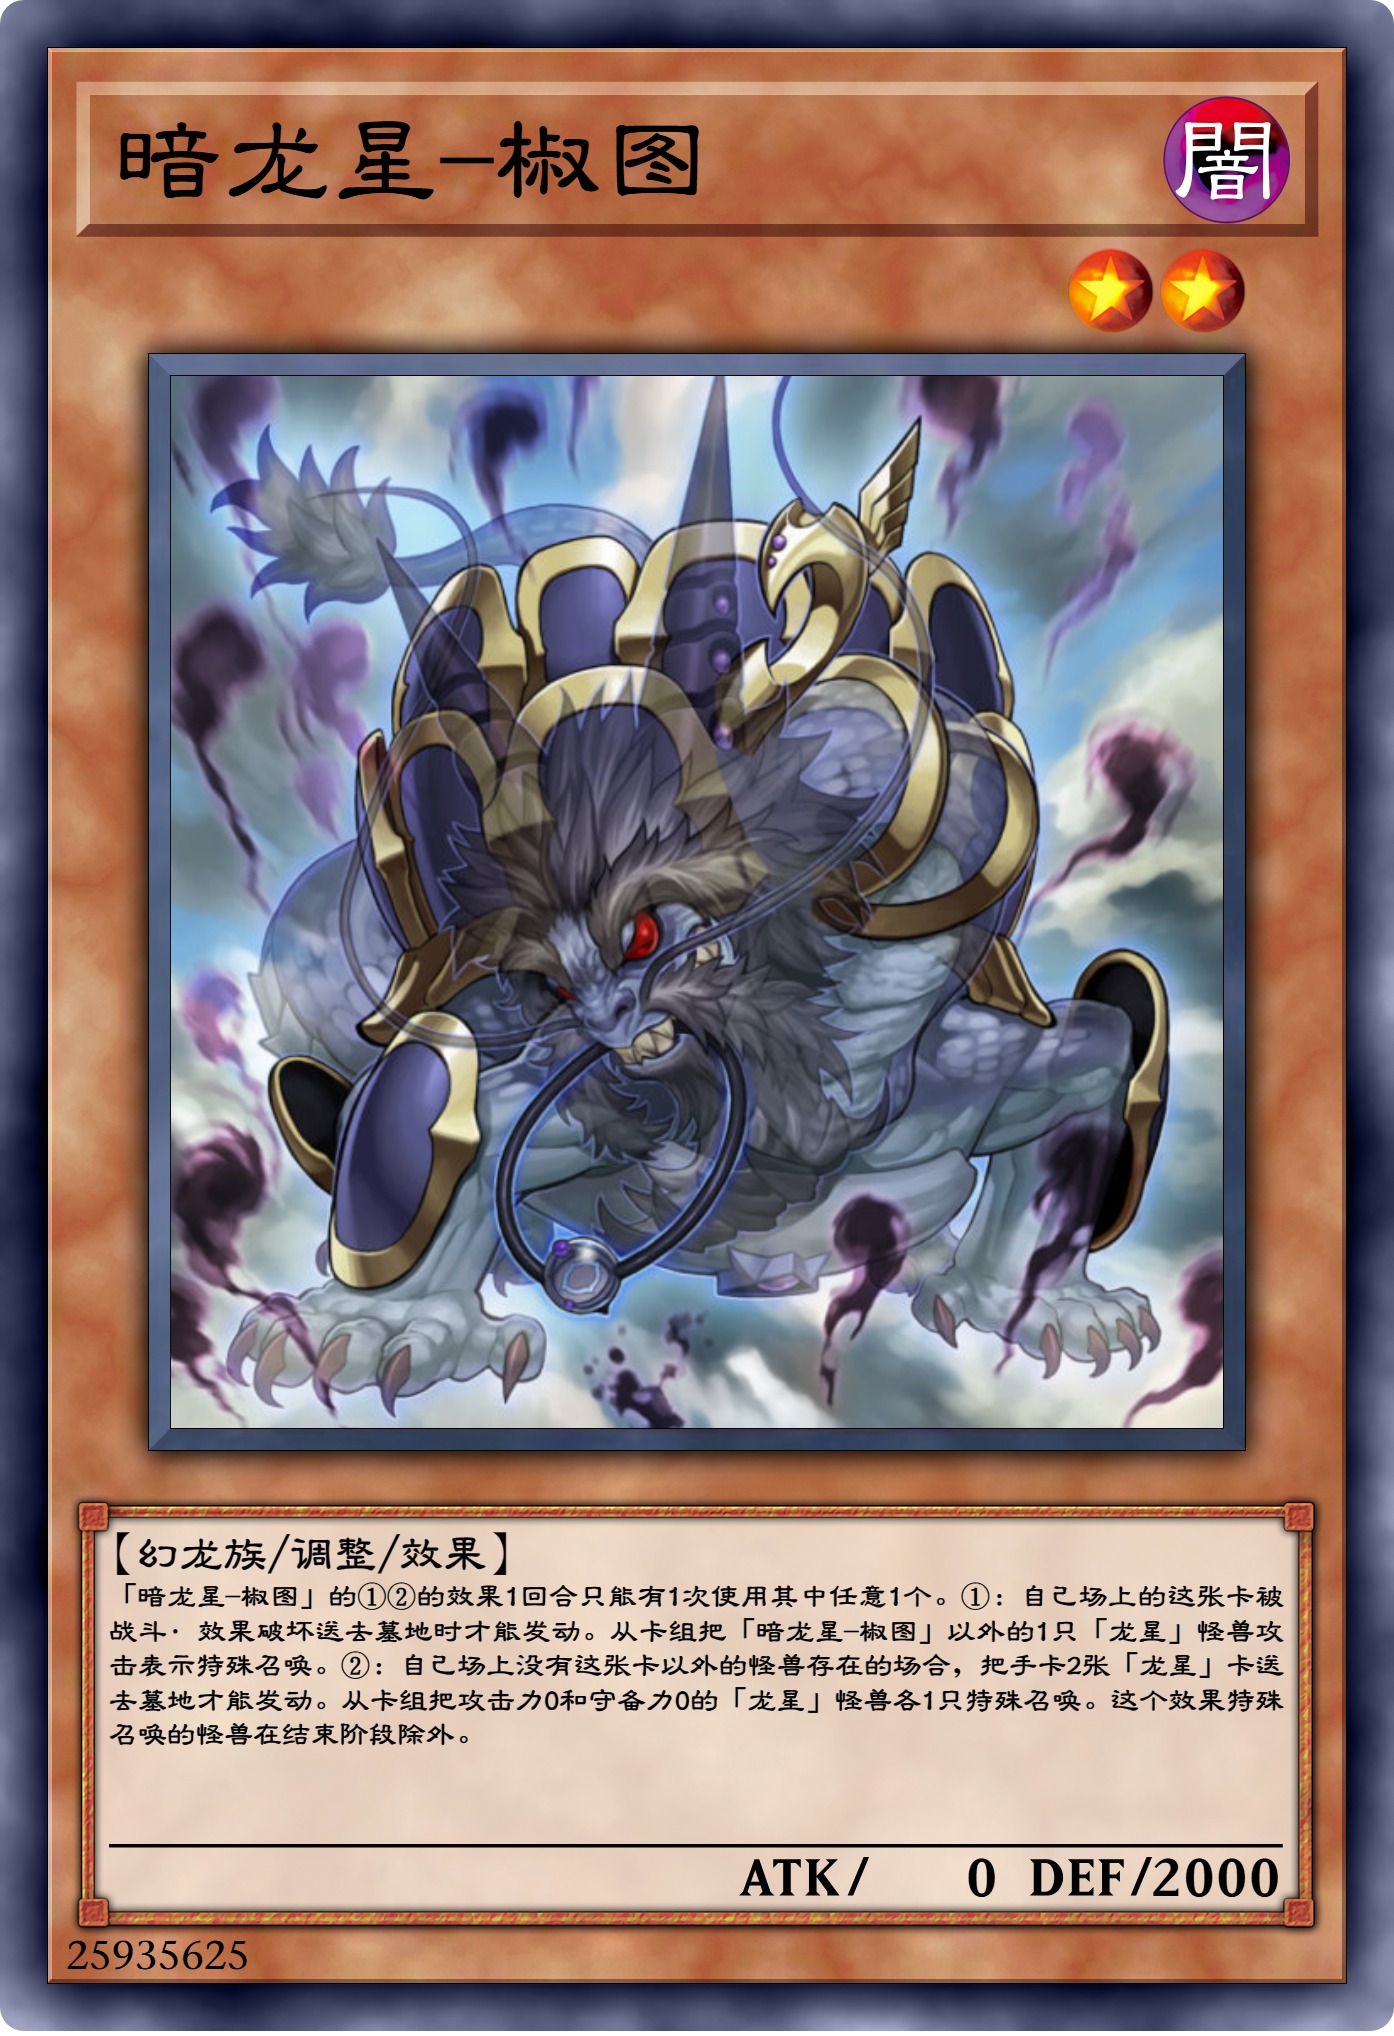 暗龙星-椒图
闇
【幻龙族/调整/效果】
「暗龙星-椒图」的①②的效果1回合只能有1次使用其中任意1个。①：自己场上的这张卡被
战斗·效果破坏送去墓地时才能发动。从卡组把「暗龙星-椒图」以外的1只「龙星」怪兽攻
击表示特殊召唤。②：自己场上没有这张卡以外的怪兽存在的场合，把手卡2张「龙星」卡送
去墓地才能发动。从卡组把攻击力0和守备力0的「龙星」怪兽各1只特殊召唤。这个效果特殊
召唤的怪兽在结束阶段除外。
ATK/ 0 DEF/2000
25935625